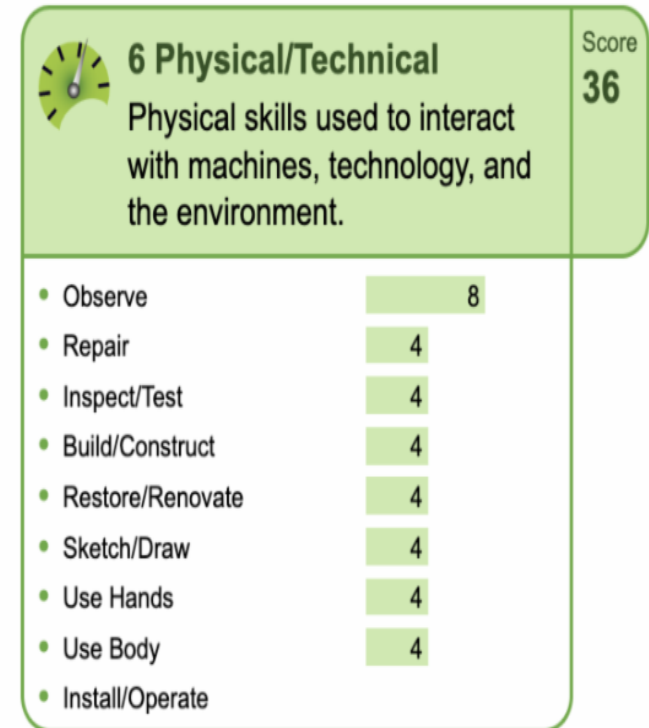 6 Physical/Technical
Score
36
Physical skills used to interact
with machines, technology, and
the environment.
Observe 8
Repair 4
Inspect/Test 4
Build/Construct 4
Restore/Renovate 4
Sketch/Draw 4
Use Hands 4
Use Body 4
Install/Operate